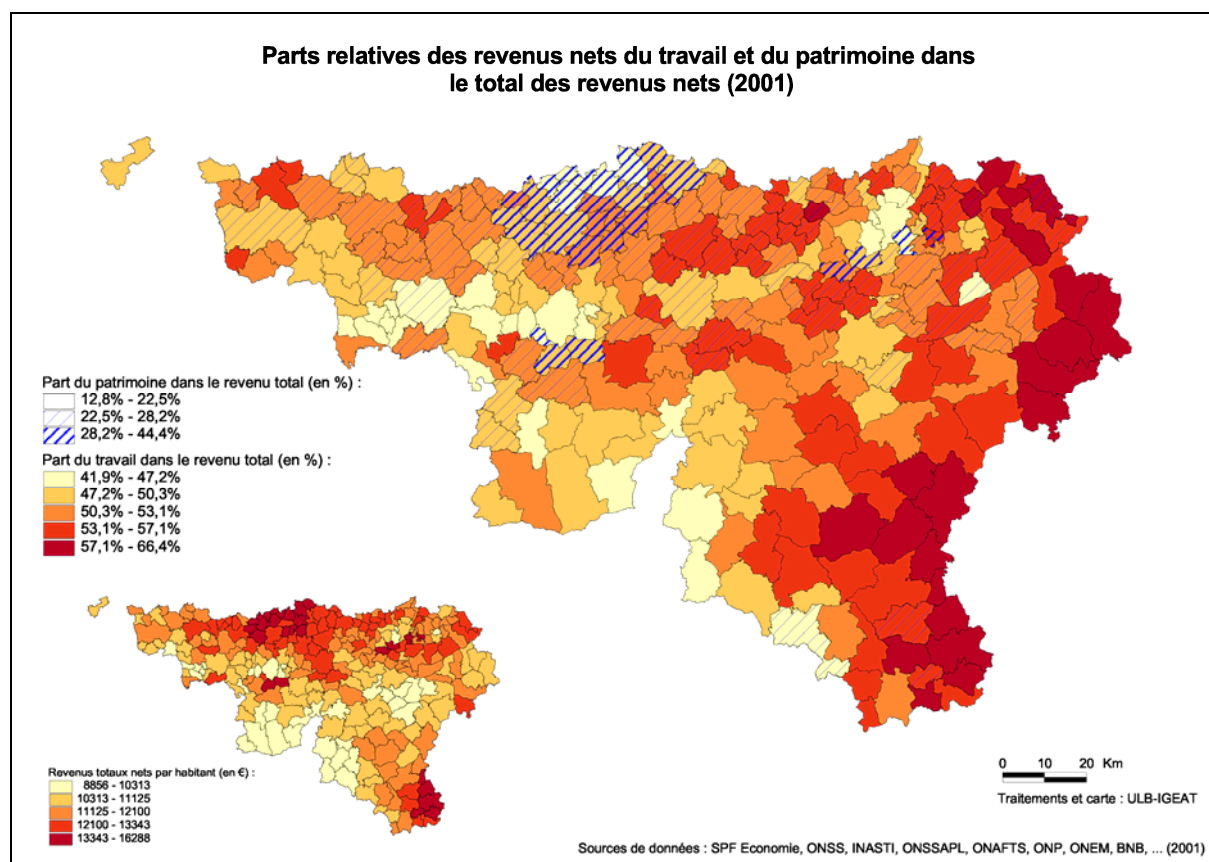 Parts relatives des revenus nets du travail et du patrimoine dans
le total des revenus nets (2001)
Part du patrimoine dans le revenu total (en %) :
12,8% - 22,5%
22,5% - 28,2%
28,2% - 44,4%
Part du travail dans le revenu total (en %) :
41,9% - 47,2%
47,2% - 50,3%
50,3% - 53,1%
53,1% - 57,1%
57,1% - 66,4%
Revenus totaux nets par habitant (en €) :
8856 - 10313
10313 - 11125
11125 - 12100
12100 - 13343
13343 - 16288
0 10 20 Km
Traitements et carte : ULB-IGEAT
Sources de données : SPF Economie, ONSS, INASTI, ONSSAPL, ONAFTS, ONP, ONEM, BNB, ... (2001)